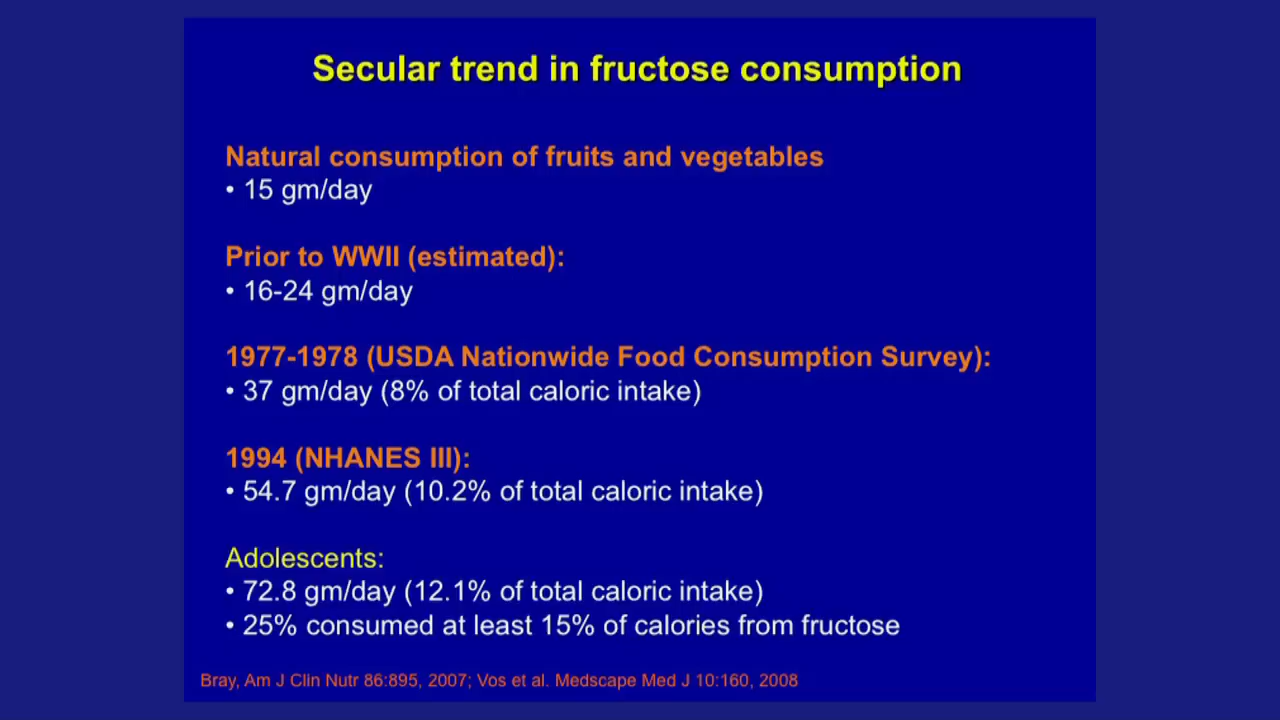 Secular trend in fructose consumption
Natural consumption of fruits and vegetables
• 15 gm/day
Prior to WWII (estimated):
• 16-24 gm/day
1977-1978 (USDA Nationwide Food Consumption Survey):
• 37 gm/day (8% of total caloric intake)
1994 (NHANES III):
• 54.7 gm/day (10.2% of total caloric intake)
Adolescents:
• 72.8 gm/day (12.1% of total caloric intake)
• 25% consumed at least 15% of calories from fructose
Bray, Am J Clin Nutr 86:895, 2007; Vos et al. Medscape Med J 10:160, 2008